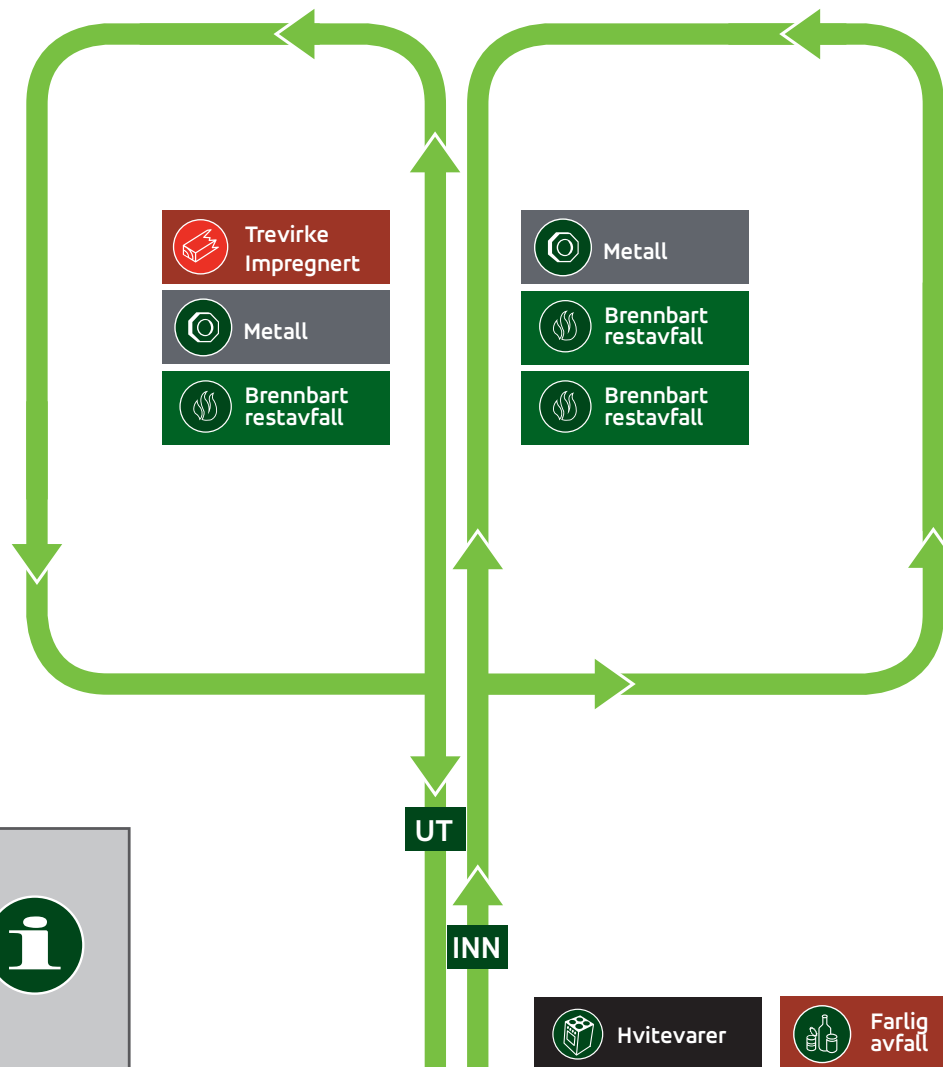 Trevirke
Impregnert
Metall
Brennbart
restavfall
Metall
Brennbart
restavfall
Brennbart
restavfall
UT
i
INN
Hvitevarer
Farlig
avfall